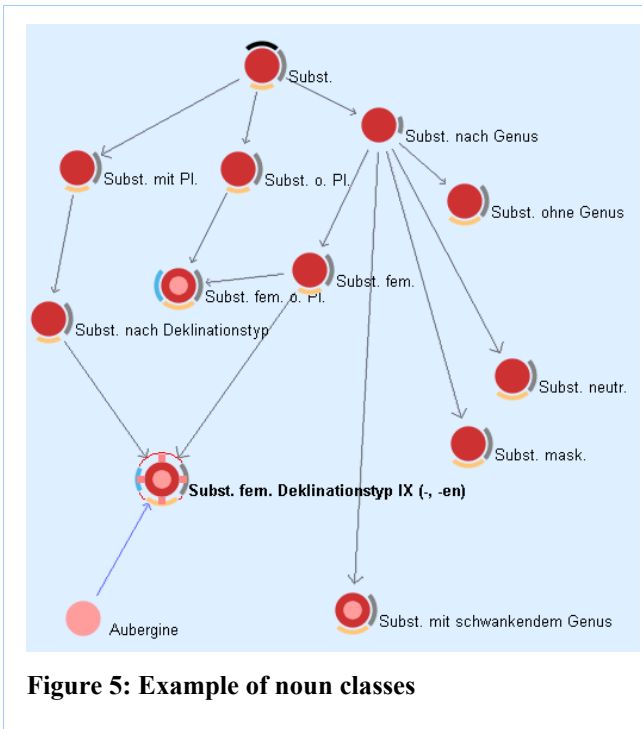 Subst.
Subst. nach Genus
Subst. mit Pl.
Subst. o. Pl.
Subst. ohne Genus
Subst. fem.
Subst. fem. o. Pl.
Subst. nach Deklinationstyp
Subst. neutr.
Subst. mask.
Subst. fem. Deklinationstyp IX (-, -en)
Subst. mit schwankendem Genus
Aubergine
Figure 5: Example of noun classes